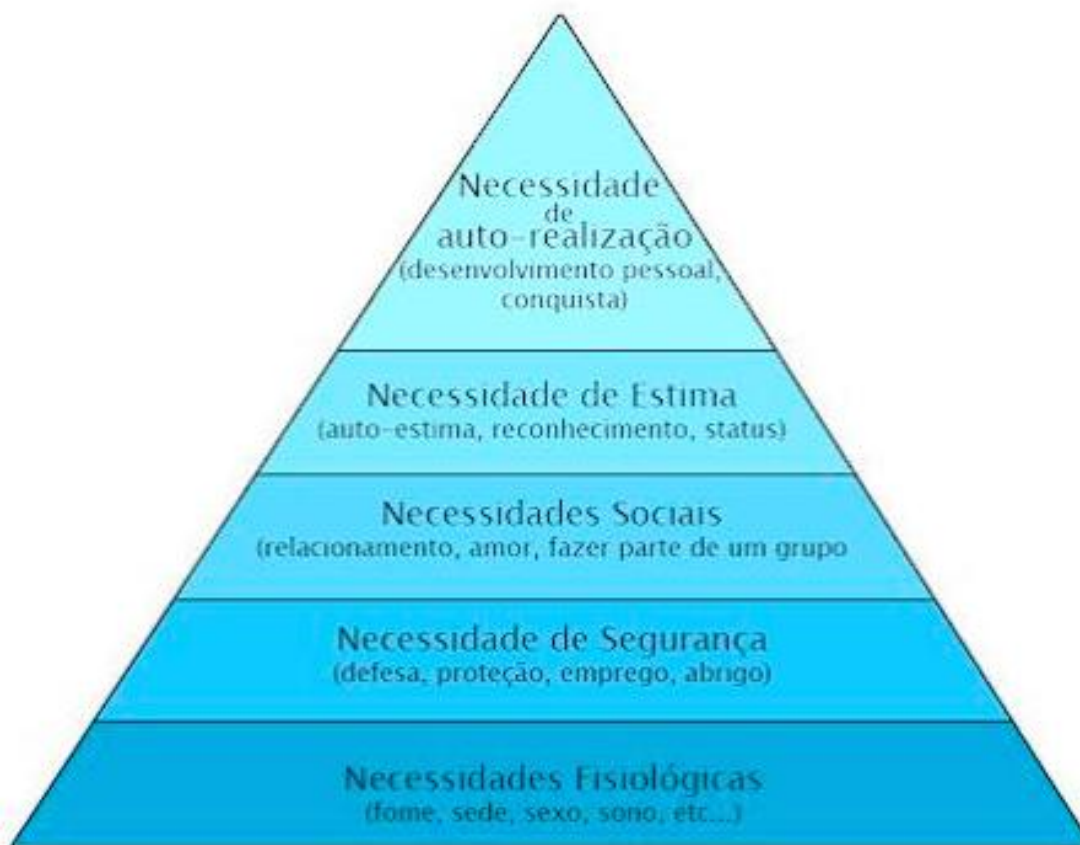 Necessidade
de
auto-realização
(desenvolvimento pessoal,
conquista)
Necessidade de Estima
(auto-estima, reconhecimento, status)
Necessidades Sociais
(relacionamento, amor, fazer parte de um grupo
Necessidade de Segurança
(defesa, proteção, emprego, abrigo)
Necessidades Fisiológicas
(fome, sede, sexo, sono, etc...)